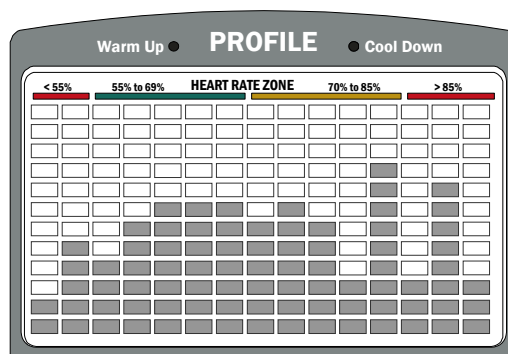 Warm Up PROFILE Cool Down
< 55% 55% to 69% HEART RATE ZONE 70% to 85% > 85%